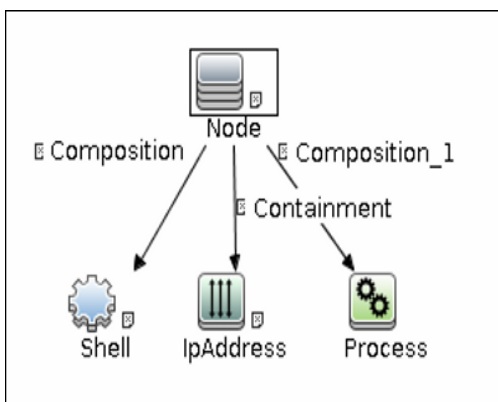 Node
Composition
Composition_1
Containment
Shell
IpAddress
Process